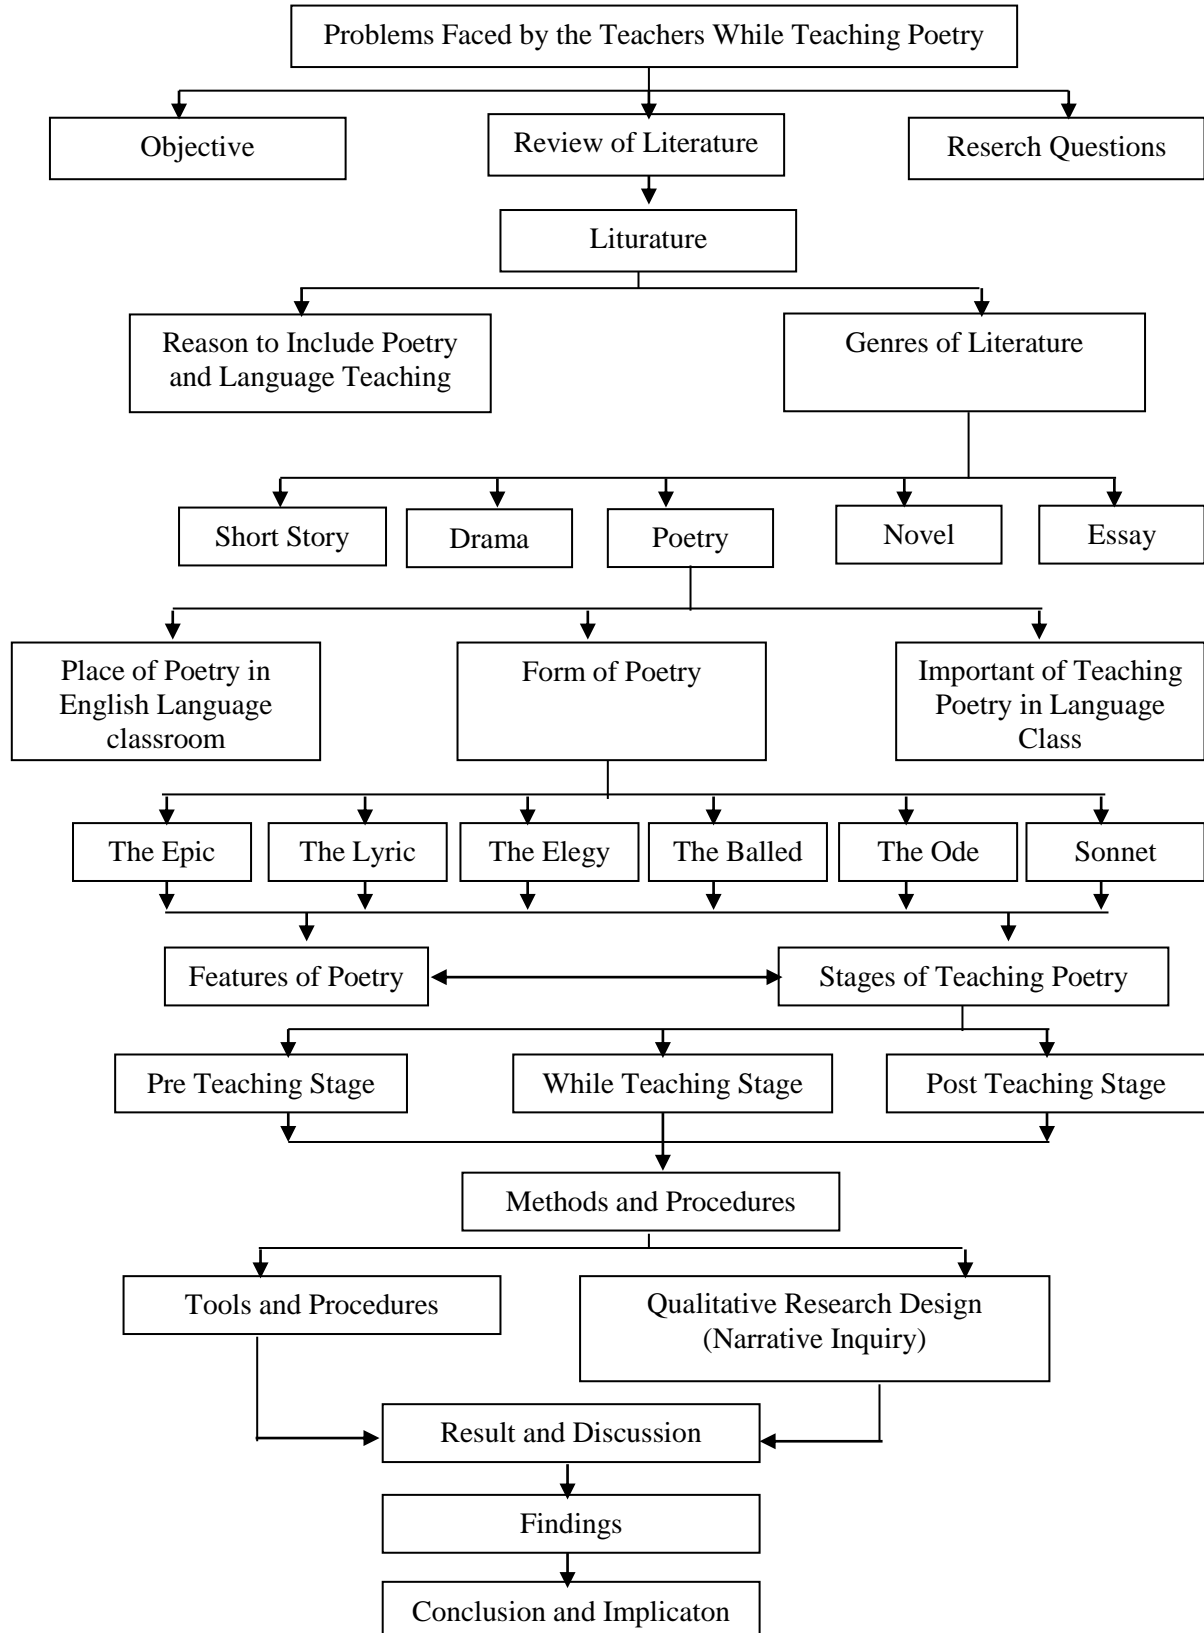 Problems Faced by the Teachers While Teaching Poetry
Objective
Review of Literature
Reserch Questions
Liturature
Reason to Include Poetry
and Language Teaching
Genres of Literature
Short Story
Drama
Poetry
Novel
Essay
Place of Poetry in
English Language
classroom
Form of Poetry
Important of Teaching
Poetry in Language
Class
The Epic
The Lyric
The Elegy
The Balled
The Ode
Sonnet
Features of Poetry
Stages of Teaching Poetry
Pre Teaching Stage
While Teaching Stage
Post Teaching Stage
Methods and Procedures
Tools and Procedures
Qualitative Research Design
(Narrative Inquiry)
Result and Discussion
Findings
Conclusion and Implicaton